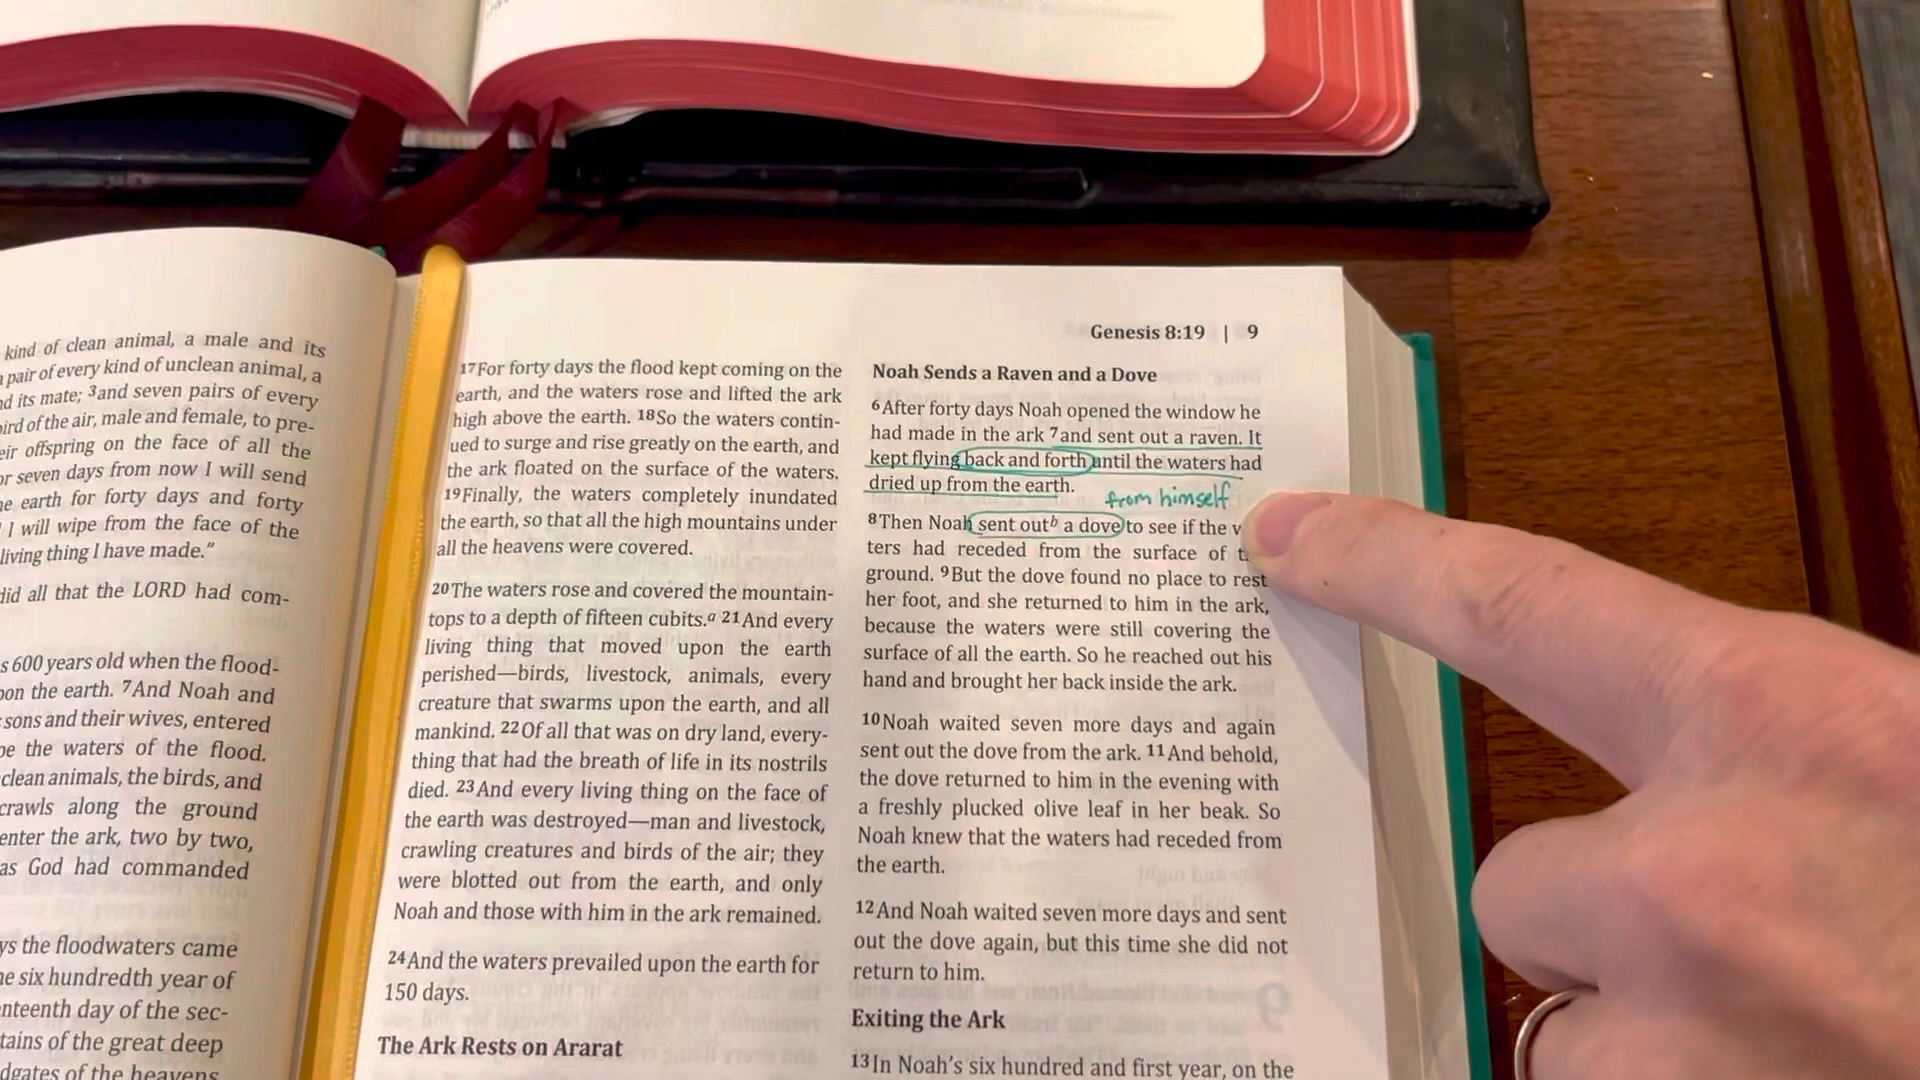 kind of clean animal, a male and its
pair of every kind of unclean animal, a
its mate; 3and seven pairs of every
of the air, male and female, to pre-
offspring on the face of all the
seven days from now I will send
earth for forty days and forty
I will wipe from the face of the
living thing I have made.”
did all that the LORD had com-
600 years old when the flood-
upon the earth. 7And Noah and
sons and their wives, entered
the waters of the flood.
clean animals, the birds, and
crawls along the ground
enter the ark, two by two,
as God had commanded
the floodwaters came
six hundredth year of
day of the sec-
of the great deep
of the heavens
17For forty days the flood kept coming on the
earth, and the waters rose and lifted the ark
high above the earth. 18So the waters contin-
ued to surge and rise greatly on the earth, and
the ark floated on the surface of the waters.
19Finally, the waters completely inundated
the earth, so that all the high mountains under
all the heavens were covered.
20The waters rose and covered the mountain-
tops to a depth of fifteen cubits.a 21And every
living thing that moved upon the earth
perished—birds, livestock, animals, every
creature that swarms upon the earth, and all
mankind. 22Of all that was on dry land, every-
thing that had the breath of life in its nostrils
died. 23And every living thing on the face of
the earth was destroyed—man and livestock,
crawling creatures and birds of the air; they
were blotted out from the earth, and only
Noah and those with him in the ark remained.
24And the waters prevailed upon the earth for
150 days.
The Ark Rests on Ararat
Genesis 8:19 | 9
Noah Sends a Raven and a Dove
6After forty days Noah opened the window he
had made in the ark 7and sent out a raven. It
kept flying back and forth until the waters had
dried up from the earth.
from himself
8Then Noah sent outb a dove to see if the
ters had receded from the surface of
ground. 9But the dove found no place to rest
her foot, and she returned to him in the ark,
because the waters were still covering the
surface of all the earth. So he reached out his
hand and brought her back inside the ark.
10Noah waited seven more days and again
sent out the dove from the ark. 11And behold,
the dove returned to him in the evening with
a freshly plucked olive leaf in her beak. So
Noah knew that the waters had receded from
the earth.
12And Noah waited seven more days and sent
out the dove again, but this time she did not
return to him.
Exiting the Ark
13In Noah’s six hundred and first year, on the